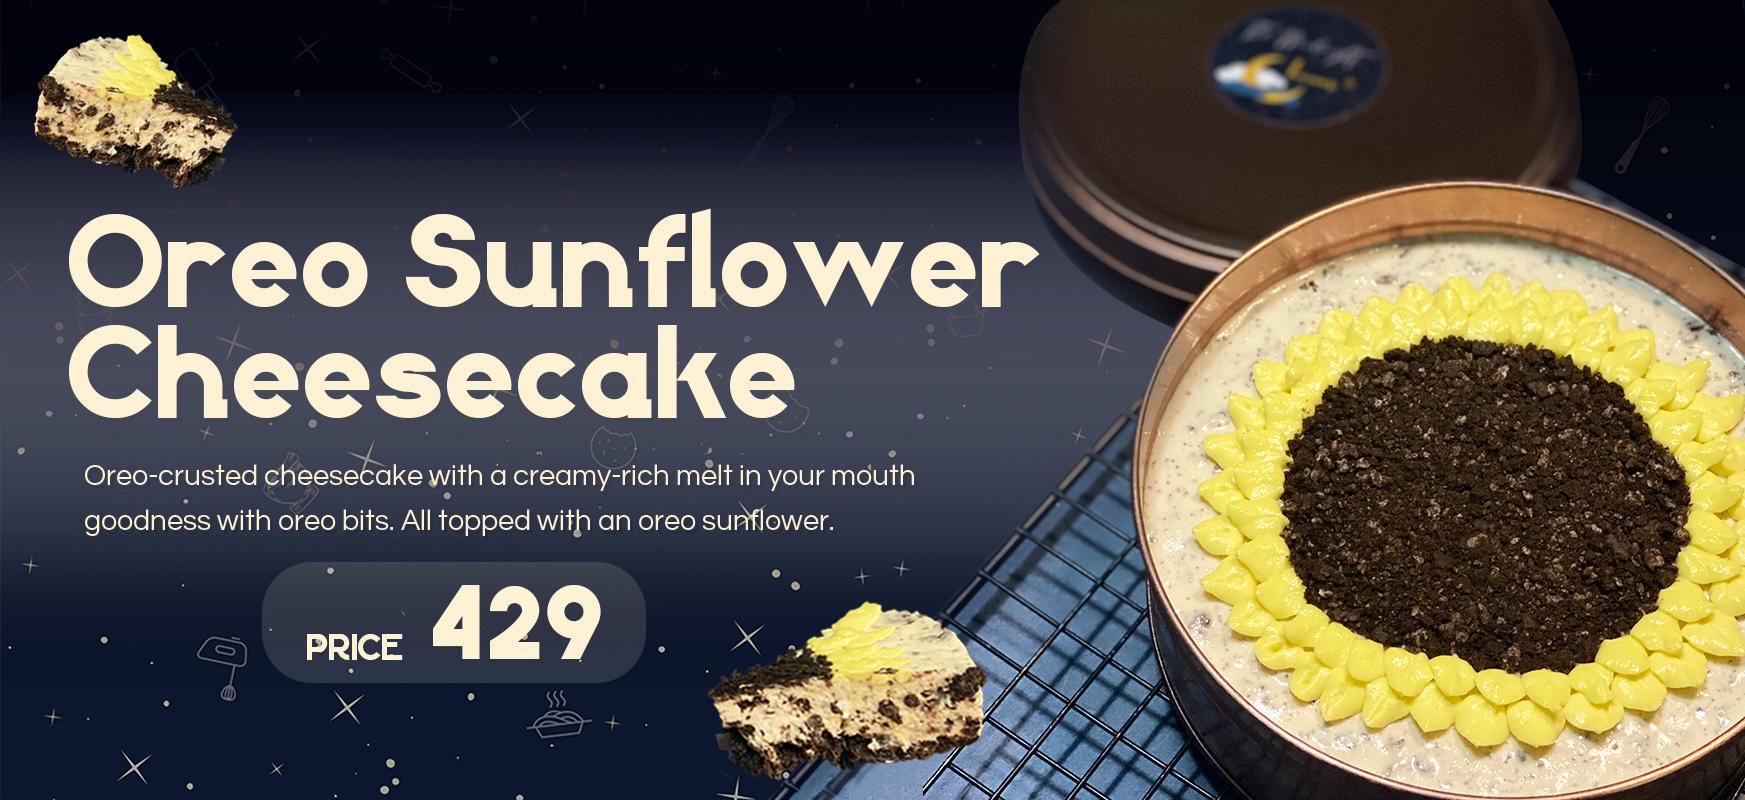 Oreo Sunflower
Cheesecake
Oreo-crusted cheesecake with a creamy-rich melt in your mouth
goodness with oreo bits. All topped with an oreo sunflower.
PRICE 429